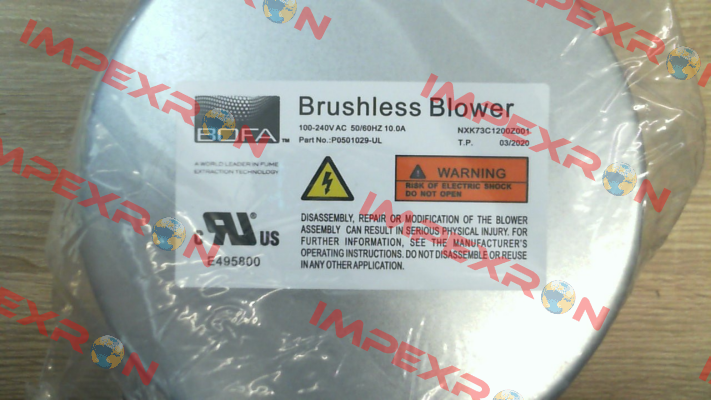 BOFA™
A WORLD LEADER IN FUME
EXTRACTION TECHNOLOGY
Brushless Blower
100-240V AC 50/60HZ 10.0A NXK73C1200Z001
Part No.:P0501029-UL T.P. 03/2020
WARNING
RISK OF ELECTRIC SHOCK
DO NOT OPEN
c RU US
E495800
DISASSEMBLY, REPAIR OR MODIFICATION OF THE BLOWER
ASSEMBLY CAN RESULT IN SERIOUS PHYSICAL INJURY. FOR
FURTHER INFORMATION, SEE THE MANUFACTURER'S
OPERATING INSTRUCTIONS. DO NOT DISASSEMBLE OR REUSE
IN ANY OTHER APPLICATION.
IMPEXRON
IMPEXRON
IMPEXRON
IMPEXRON
IMPEXRON